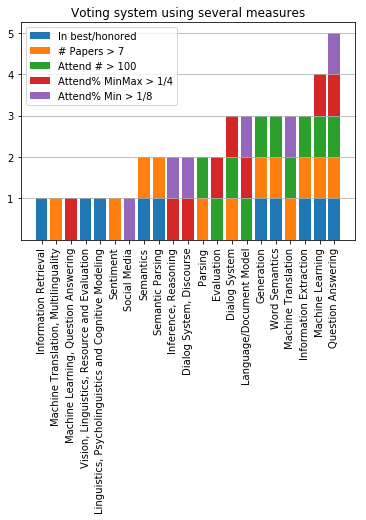 Voting system using several measures
5
4
3
2
1
In best/honored
# Papers > 7
Attend # > 100
Attend% MinMax > 1/4
Attend% Min > 1/8
Information Retrieval
Machine Translation, Multilinguality
Machine Learning, Question Answering
Vision, Linguistics, Resource and Evaluation
Linguistics, Psycholinguistics and Cognitive Modeling
Sentiment
Social Media
Semantics
Semantic Parsing
Inference, Reasoning
Dialog System, Discourse
Parsing
Evaluation
Dialog System
Language/Document Model
Generation
Word Semantics
Machine Translation
Information Extraction
Machine Learning
Question Answering